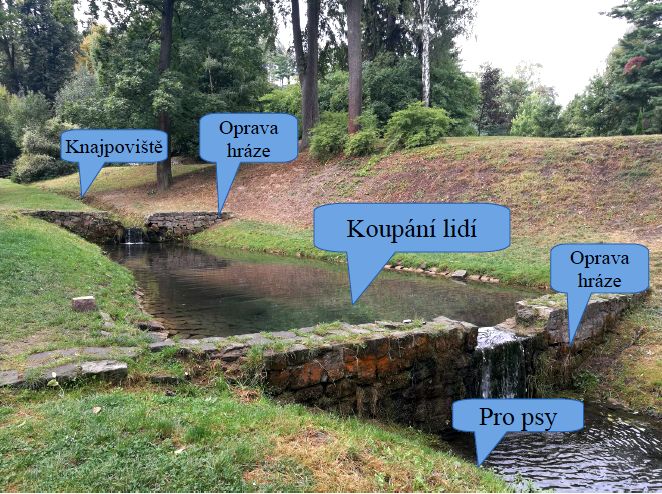 Knajpoviště
Oprava
hráze
Koupání lidí
Oprava
hráze
Pro psy